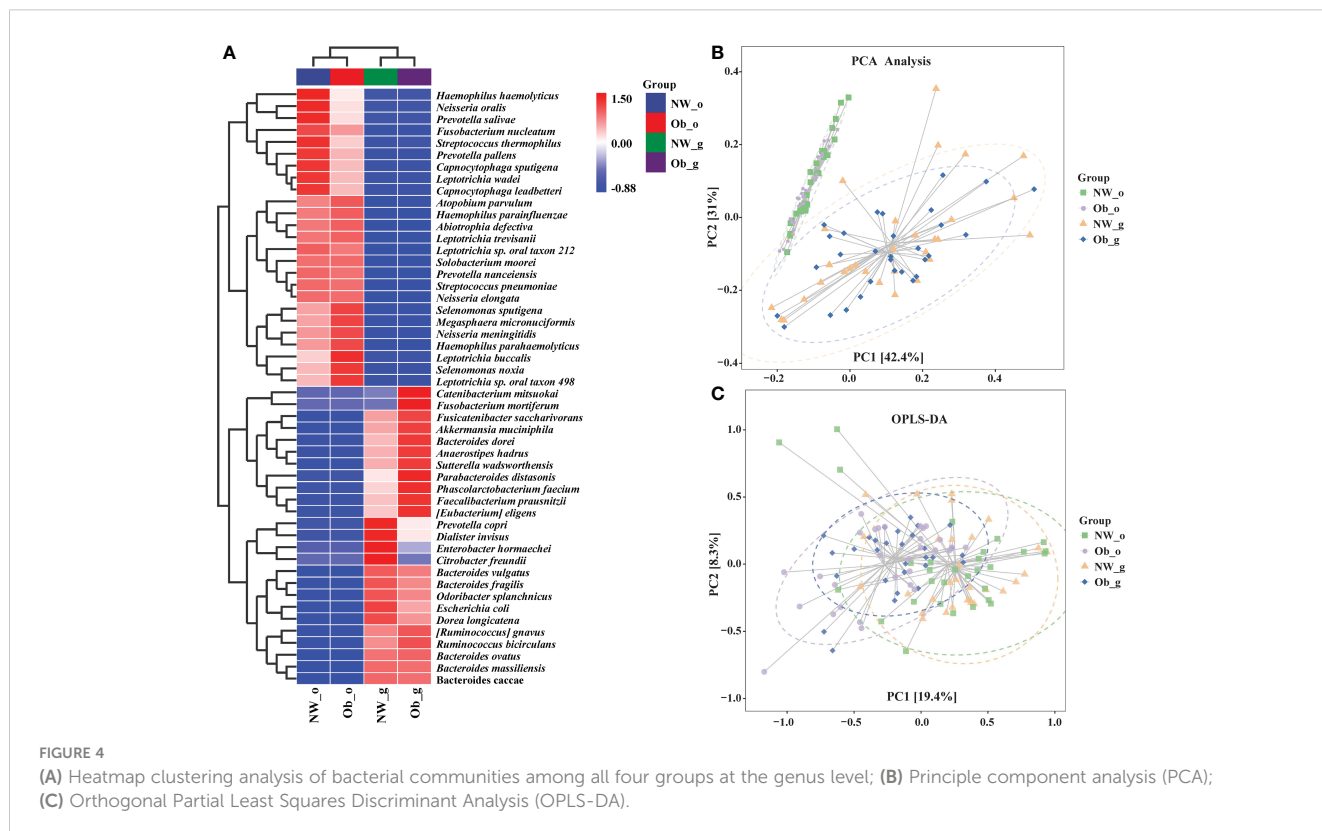 A
Group
NW_o
Ob_o
NW_g
Ob_g
1.50
0.00
-0.88
Haemophilus haemolyticus
Neisseria oralis
Prevotella salivae
Fusobacterium nucleatum
Streptococcus thermophilus
Prevotella pallens
Capnocytophaga sputigena
Leptotrichia wadei
Capnocytophaga leadbetteri
Atopobium parvulum
Haemophilus parainfluenzae
Abiotrophia defectiva
Leptotrichia trevisanii
Leptotrichia sp. oral taxon 212
Solobacterium moorei
Prevotella nanceiensis
Streptococcus pneumoniae
Neisseria elongata
Selenomonas sputigena
Megasphaera micronuciformis
Neisseria meningitidis
Haemophilus parahaemolyticus
Leptotrichia buccalis
Selenomonas noxia
Leptotrichia sp. oral taxon 498
Catenibacterium mitsuokai
Fusobacterium mortiferum
Fusicatenibacter saccharivorans
Akkermansia muciniphila
Bacteroides dorei
Anaerostipes hadrus
Sutterella wadsworthensis
Parabacteroides distasonis
Phascolarctobacterium faecium
Faecalibacterium prausnitzii
[Eubacterium] eligens
Prevotella copri
Dialister invisus
Enterobacter hormaechei
Citrobacter freundii
Bacteroides vulgatus
Bacteroides fragilis
Odoribacter splanchnicus
Escherichia coli
Dorea longicatena
[Ruminococcus] gnavus
Ruminococcus bicirculans
Bacteroides ovatus
Bacteroides massiliensis
Bacteroides caccae
NW_o
Ob_o
NW_g
Ob_g
B
PCA Analysis
PC2 [31%]
0.4
0.2
0.0
−0.2
−0.4
PC1 [42.4%]
−0.2
0.0
0.2
0.4
Group
NW_o
Ob_o
NW_g
Ob_g
C
OPLS-DA
PC2 [8.3%]
1.0
0.5
0.0
−0.5
−1.0
PC1 [19.4%]
−1.0
−0.5
0.0
0.5
1.0
Group
NW_o
Ob_o
NW_g
Ob_g
FIGURE 4
(A) Heatmap clustering analysis of bacterial communities among all four groups at the genus level; (B) Principle component analysis (PCA);
(C) Orthogonal Partial Least Squares Discriminant Analysis (OPLS-DA).